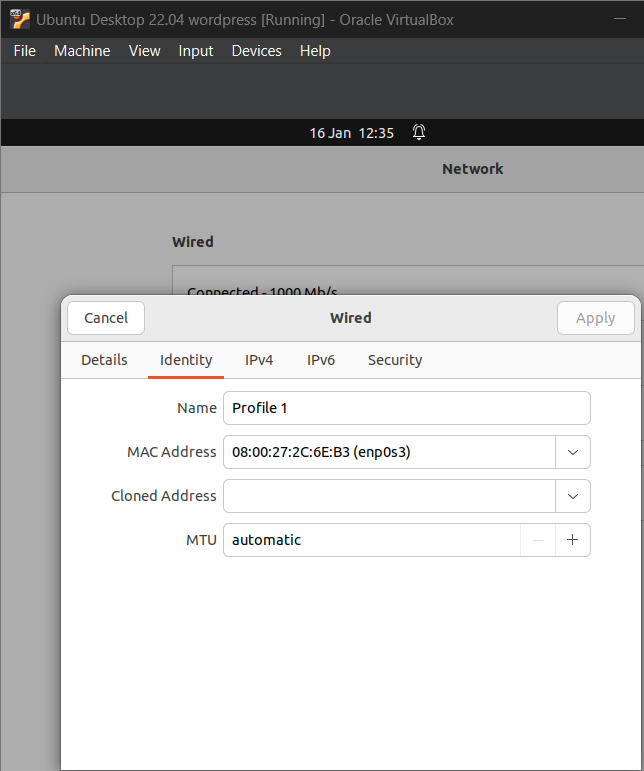 Ubuntu Desktop 22.04 wordpress [Running] - Oracle VirtualBox
File Machine View Input Devices Help
16 Jan 12:35
Network
Wired
Connected - 1000 Mb/s
Cancel Wired Apply
Details Identity IPv4 IPv6 Security
Name Profile 1
MAC Address 08:00:27:2C:6E:B3 (enp0s3)
Cloned Address
MTU automatic